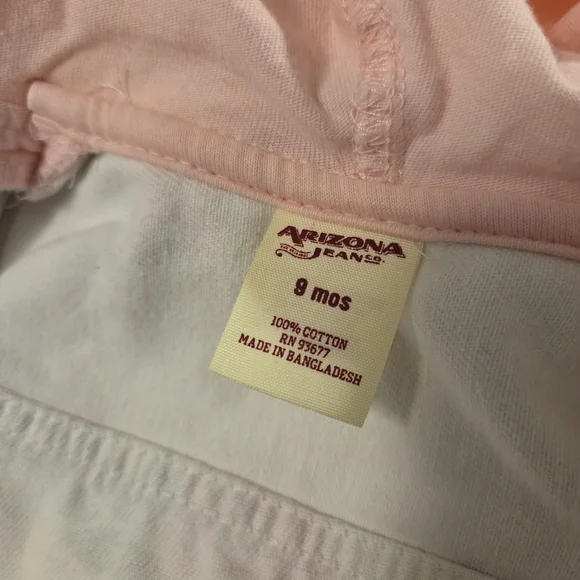 ARIZONA
JEAN CO.
9 mos
100% COTTON
RN 93677
MADE IN BANGLADESH